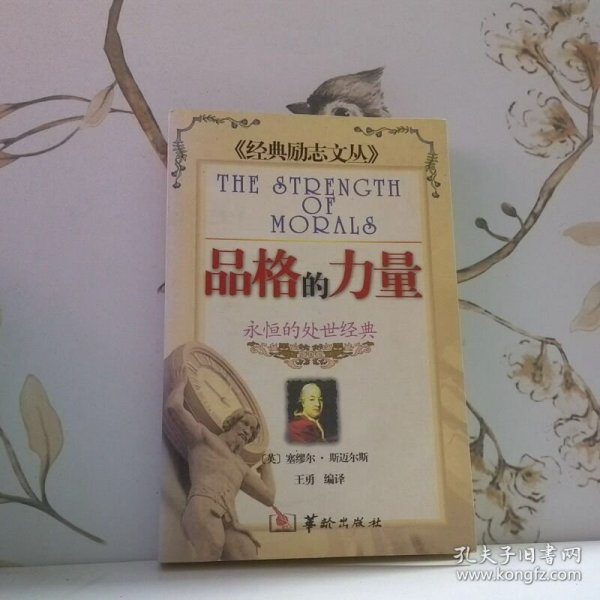 《经典励志文丛》
THE STRENGTH
OF
MORALS
品格的力量
永恒的处世经典
〔英〕塞缪尔·斯迈尔斯
王勇 编译
华龄出版社
孔夫子旧书网
www.kongfz.com